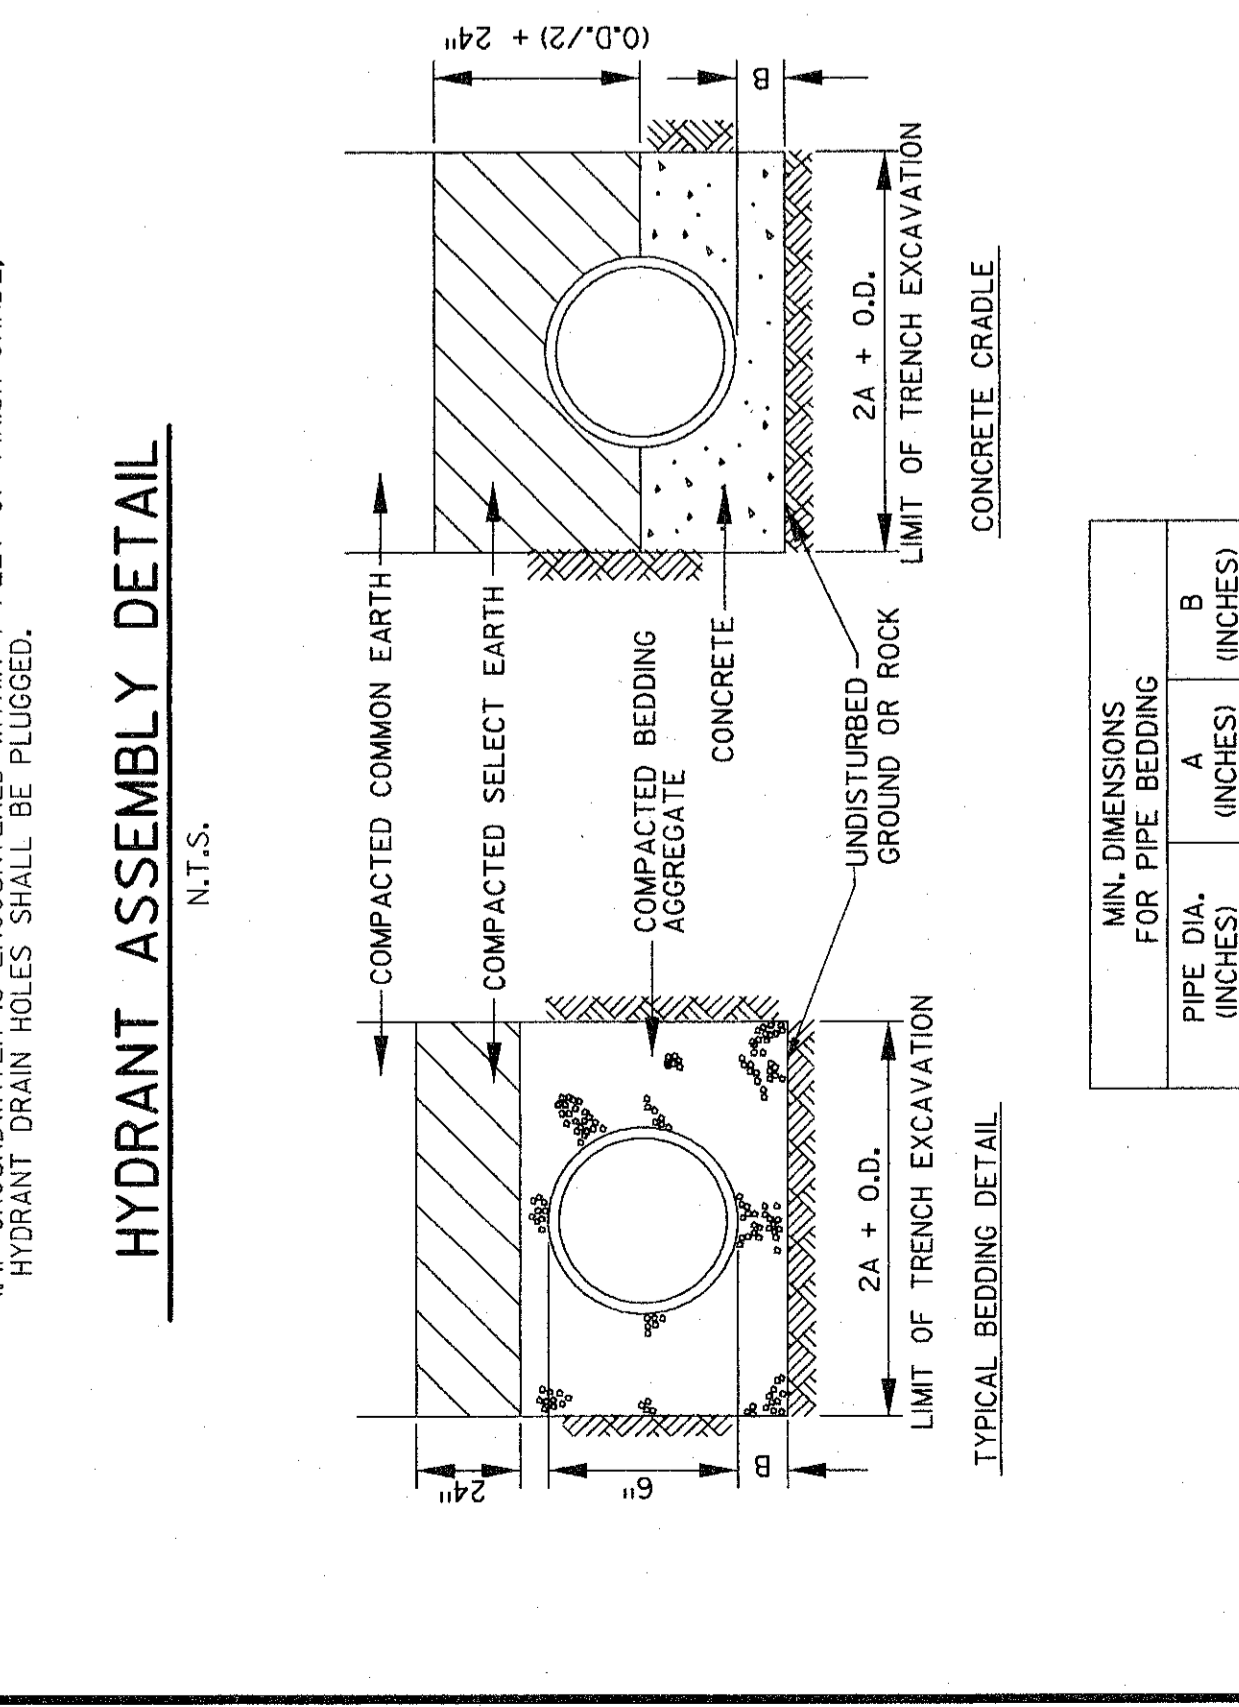 HYDRANT DRAIN HOLES SHALL BE PLUGGED.
HYDRANT ASSEMBLY DETAIL
N.T.S.
COMPACTED COMMON EARTH
COMPACTED SELECT EARTH
COMPACTED BEDDING
AGGREGATE
CONCRETE
UNDISTURBED
GROUND OR ROCK
24"
6"
B
2A + O.D.
LIMIT OF TRENCH EXCAVATION
TYPICAL BEDDING DETAIL
(O.D./2) + 24"
B
2A + O.D.
LIMIT OF TRENCH EXCAVATION
CONCRETE CRADLE
MIN. DIMENSIONS
FOR PIPE BEDDING
PIPE DIA. A B
(INCHES) (INCHES) (INCHES)